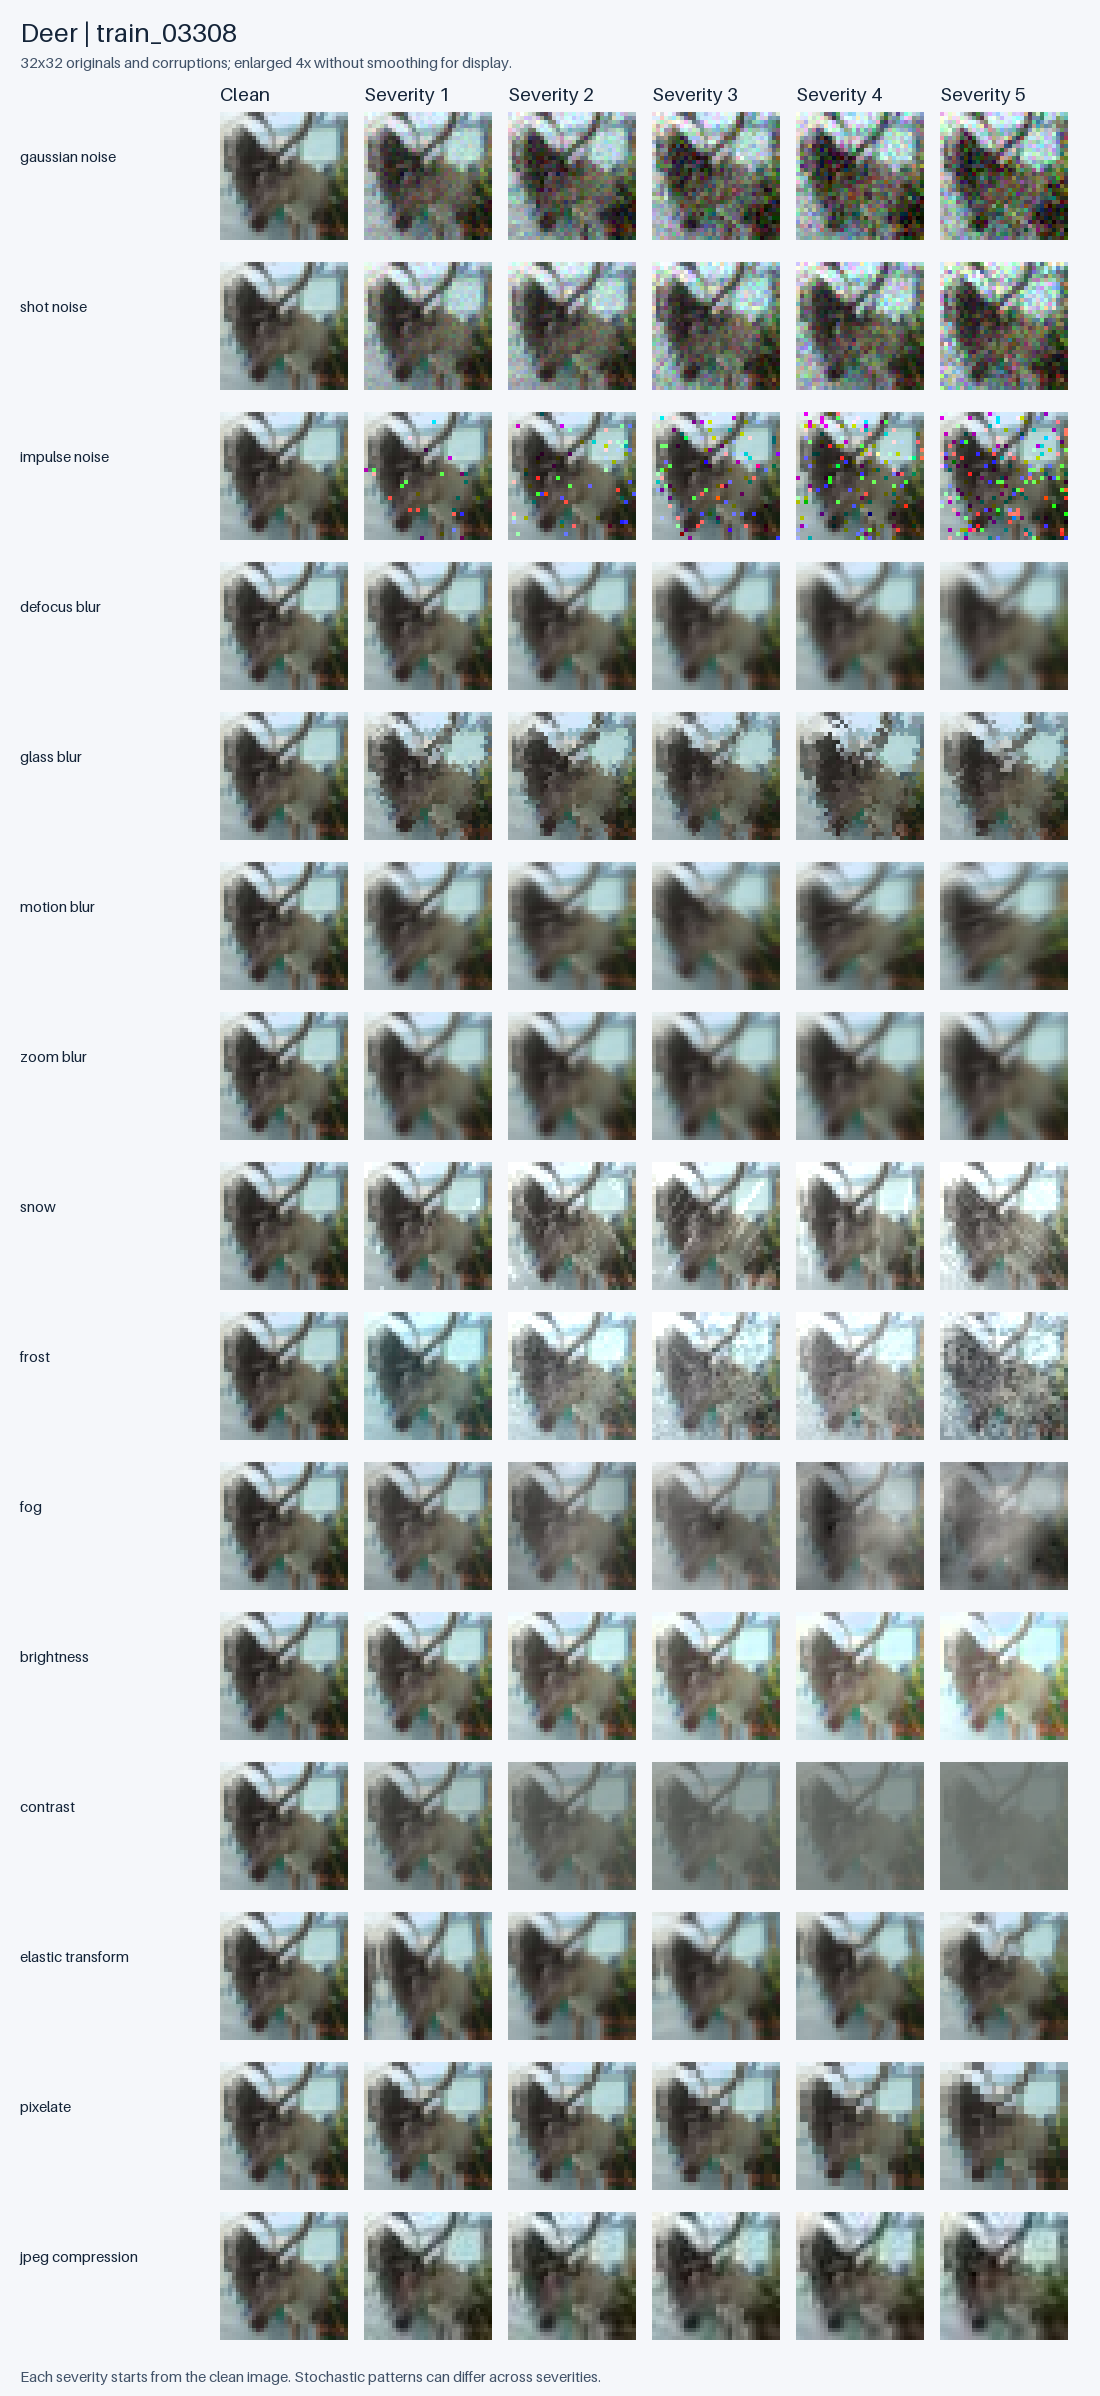 Deer | train_03308
32x32 originals and corruptions; enlarged 4x without smoothing for display.
Clean Severity 1 Severity 2 Severity 3 Severity 4 Severity 5
gaussian noise
shot noise
impulse noise
defocus blur
glass blur
motion blur
zoom blur
snow
frost
fog
brightness
contrast
elastic transform
pixelate
jpeg compression
Each severity starts from the clean image. Stochastic patterns can differ across severities.